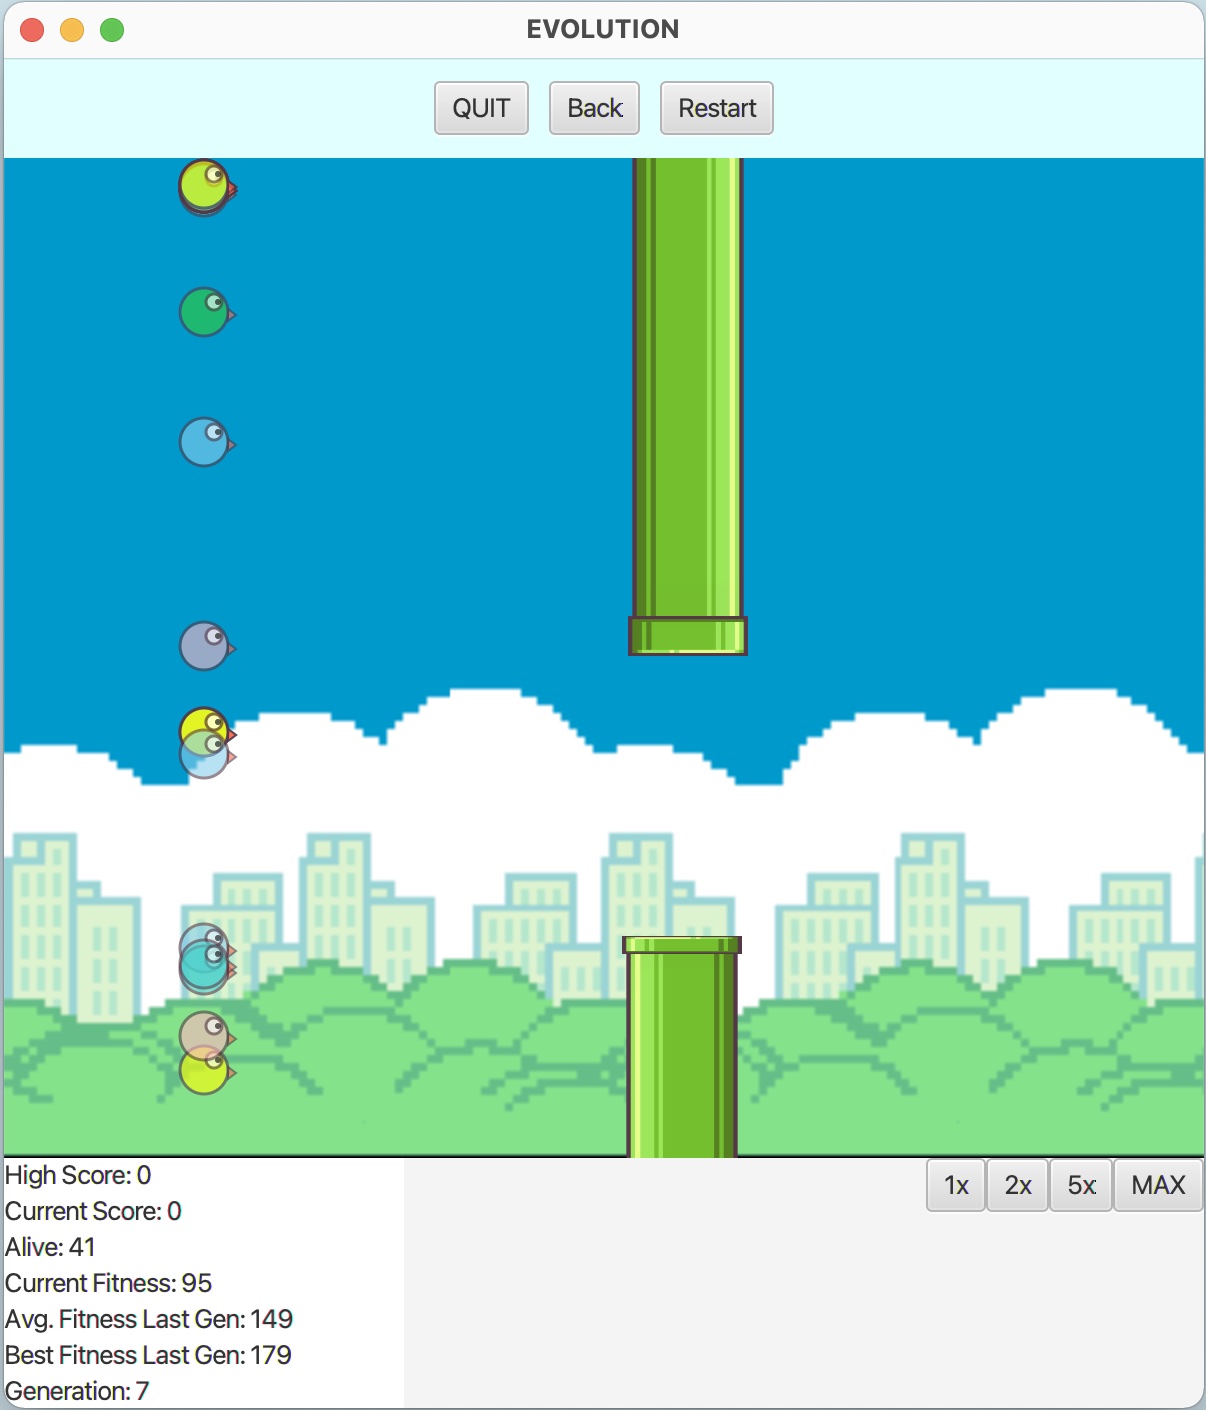 EVOLUTION
QUIT Back Restart
High Score: 0
Current Score: 0
Alive: 41
Current Fitness: 95
Avg. Fitness Last Gen: 149
Best Fitness Last Gen: 179
Generation: 7
1x 2x 5x MAX